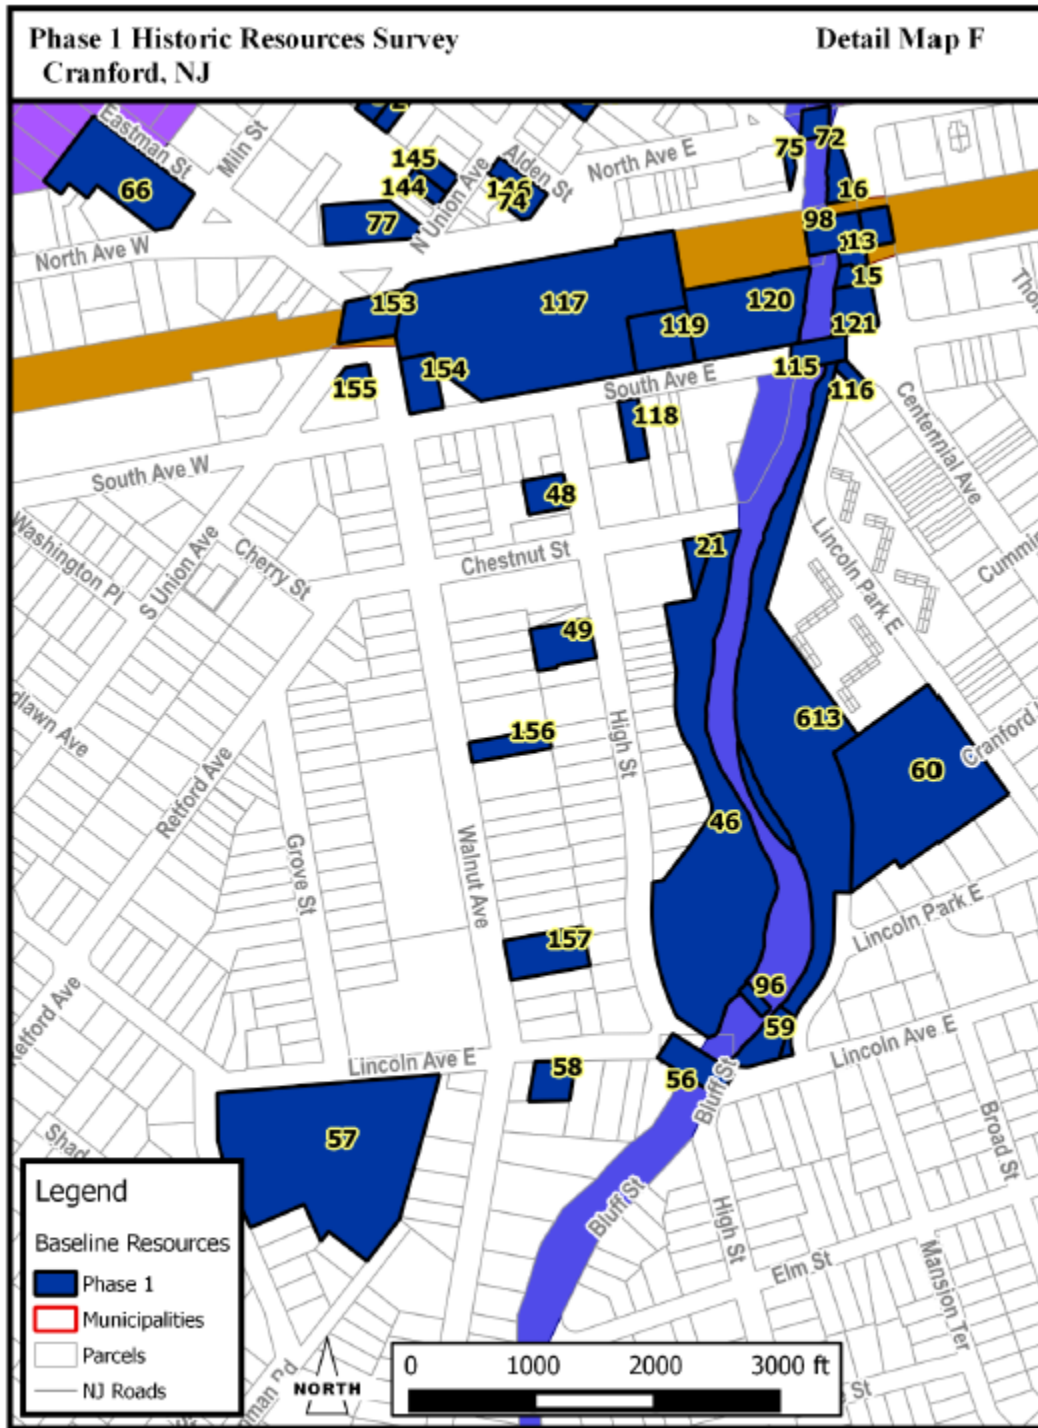 Phase 1 Historic Resources Survey
Cranford, NJ
Detail Map F
Eastman St
Miln St
66
145
144
77
N Union Ave
Alden St
146
74
North Ave E
75
72
16
98
13
15
121
North Ave W
153
117
120
119
154
155
South Ave E
115
116
118
South Ave W
48
Centennial Ave
Washington Pl
S Union Ave
Cherry St
Chestnut St
21
Lincoln Park E
49
High St
156
613
60
46
Retford Ave
Grove St
Walnut Ave
157
Lincoln Park E
96
59
Lincoln Ave E
Lincoln Ave E
58
56
Bluff St
57
Broad St
Bluff St
High St
Elm St
Mansion Ter
Legend
Baseline Resources
Phase 1
Municipalities
Parcels
NJ Roads
NORTH
0 1000 2000 3000 ft